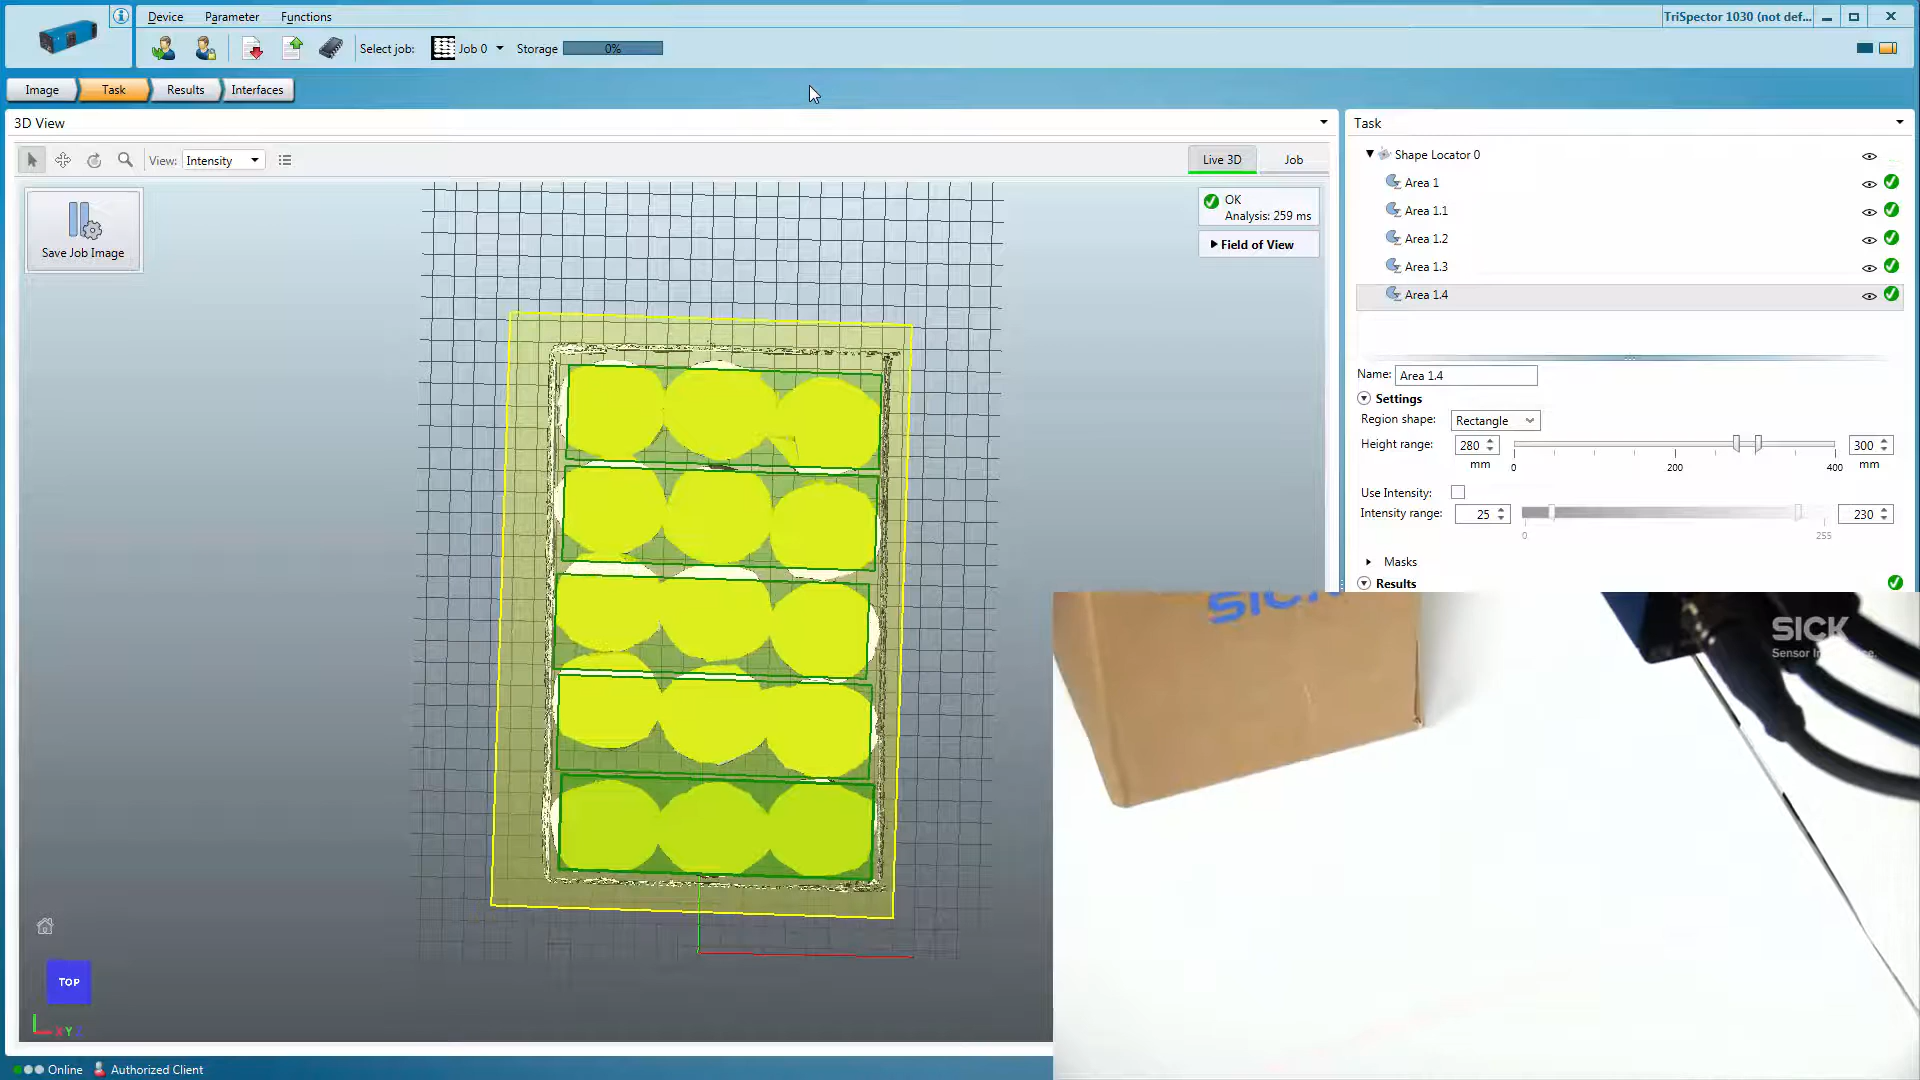 Device Parameter Functions
TriSpector 1030 (not def...
Select job: Job 0 Storage 0%
Image Task Results Interfaces
3D View
View: Intensity
Live 3D Job
Save Job Image
OK
Analysis: 259 ms
Field of View
TOP
X Y Z
Online Authorized Client
Task
Shape Locator 0
Area 1
Area 1.1
Area 1.2
Area 1.3
Area 1.4
Name: Area 1.4
Settings
Region shape: Rectangle
Height range: 280 300
mm 0 200 400 mm
Use Intensity:
Intensity range: 25 230
0 255
Masks
Results
SICK
SICK